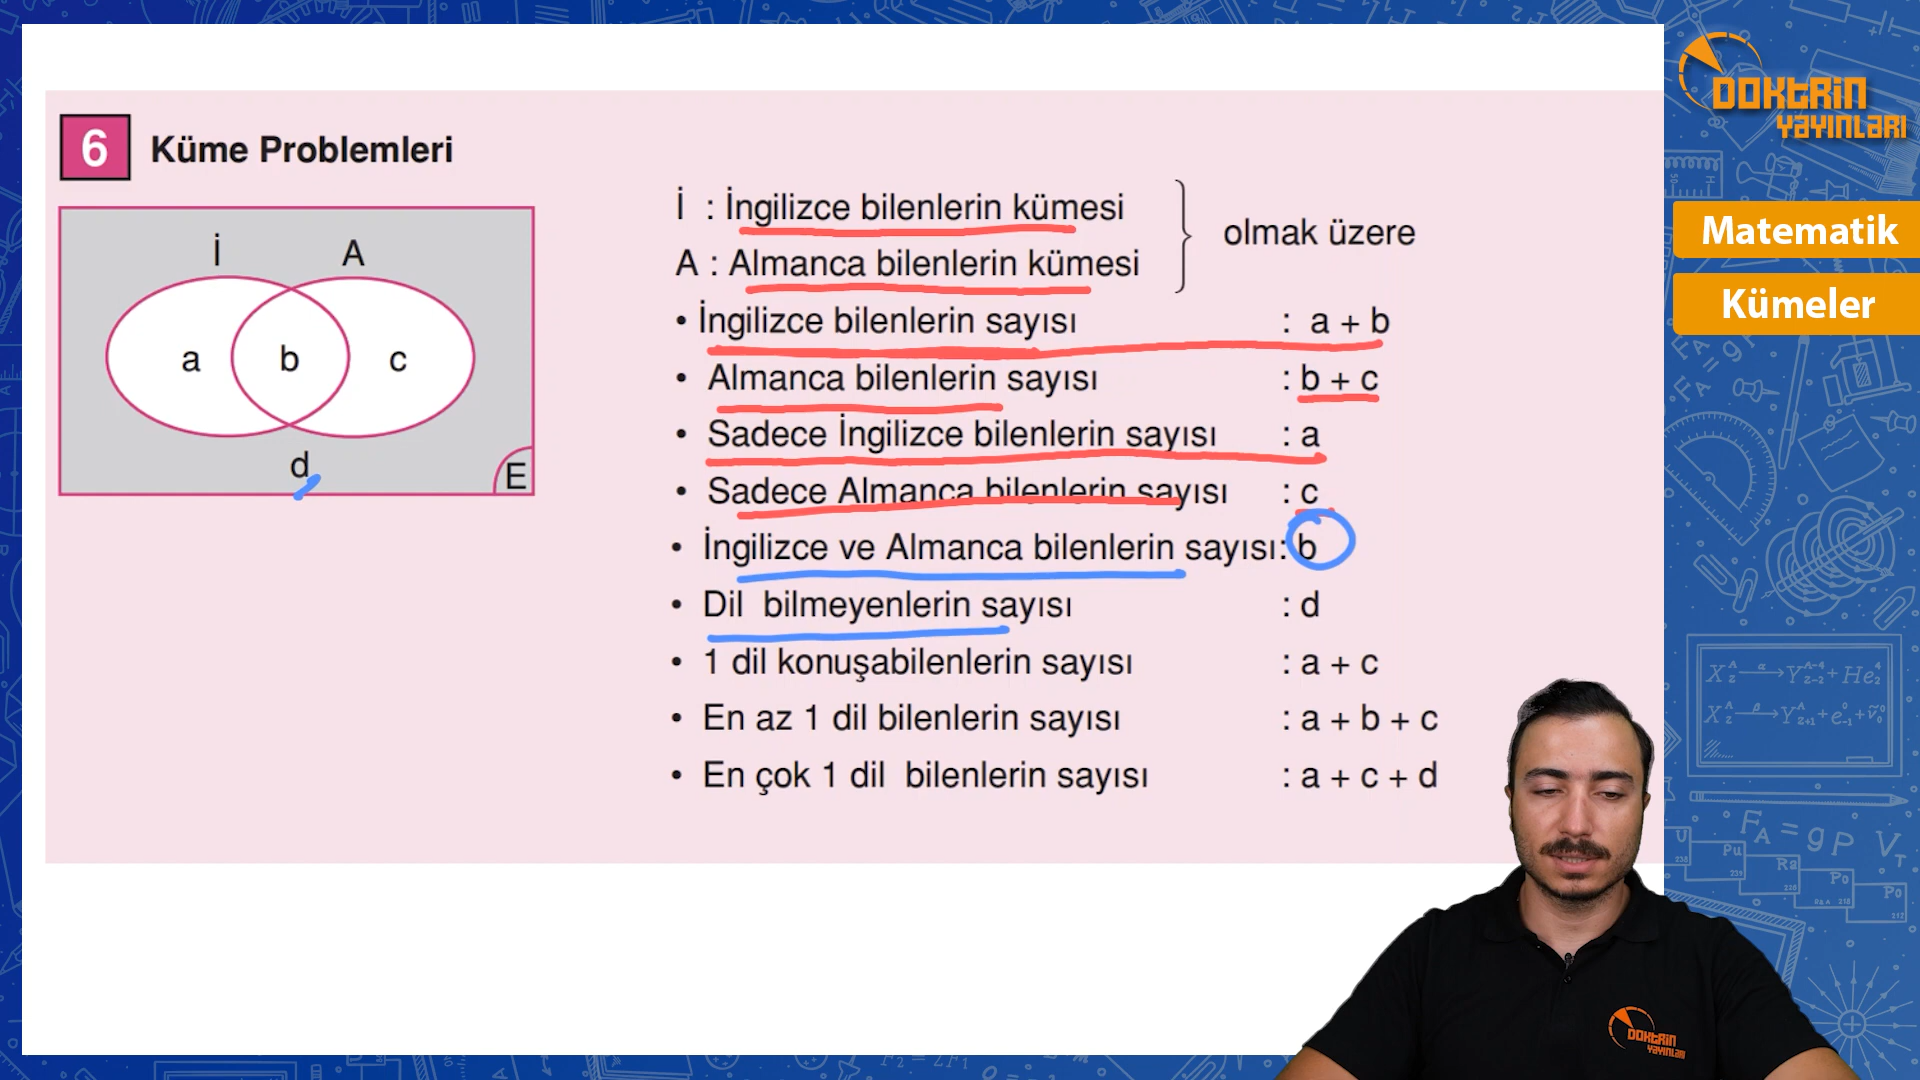 DOKTRİN
YAYINLARI
Matematik
Kümeler
6 Küme Problemleri
İ A
a b c
d
E
İ : İngilizce bilenlerin kümesi
A : Almanca bilenlerin kümesi
olmak üzere
• İngilizce bilenlerin sayısı : a + b
• Almanca bilenlerin sayısı : b + c
• Sadece İngilizce bilenlerin sayısı : a
• Sadece Almanca bilenlerin sayısı : c
• İngilizce ve Almanca bilenlerin sayısı: b
• Dil bilmeyenlerin sayısı : d
• 1 dil konuşabilenlerin sayısı : a + c
• En az 1 dil bilenlerin sayısı : a + b + c
• En çok 1 dil bilenlerin sayısı : a + c + d
DOKTRİN
YAYINLARI